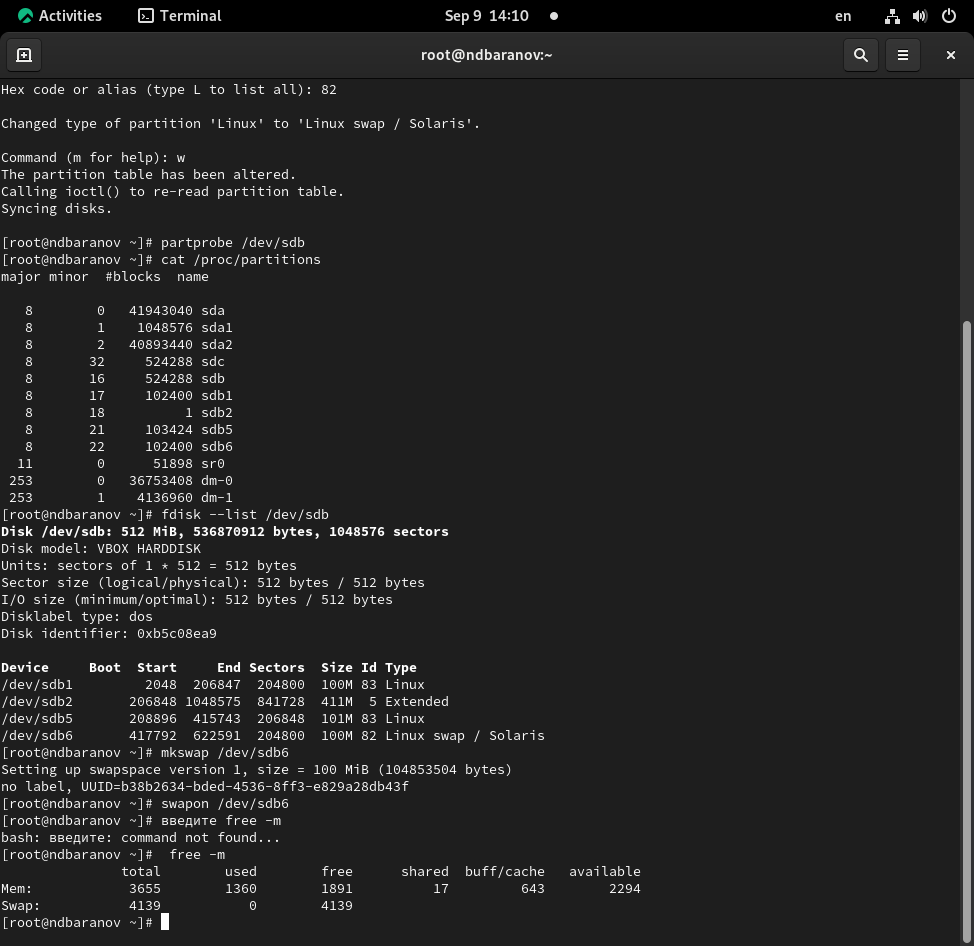 Activities Terminal Sep 9 14:10 en
root@ndbaranov:~
Hex code or alias (type L to list all): 82
Changed type of partition 'Linux' to 'Linux swap / Solaris'.
Command (m for help): w
The partition table has been altered.
Calling ioctl() to re-read partition table.
Syncing disks.
[root@ndbaranov ~]# partprobe /dev/sdb
[root@ndbaranov ~]# cat /proc/partitions
major minor  #blocks  name
   8        0   41943040 sda
   8        1    1048576 sda1
   8        2   40893440 sda2
   8       32     524288 sdc
   8       16     524288 sdb
   8       17     102400 sdb1
   8       18          1 sdb2
   8       21     103424 sdb5
   8       22     102400 sdb6
  11        0      51898 sr0
 253        0   36753408 dm-0
 253        1    4136960 dm-1
[root@ndbaranov ~]# fdisk --list /dev/sdb
Disk /dev/sdb: 512 MiB, 536870912 bytes, 1048576 sectors
Disk model: VBOX HARDDISK
Units: sectors of 1 * 512 = 512 bytes
Sector size (logical/physical): 512 bytes / 512 bytes
I/O size (minimum/optimal): 512 bytes / 512 bytes
Disklabel type: dos
Disk identifier: 0xb5c08ea9
Device     Boot  Start     End Sectors  Size Id Type
/dev/sdb1         2048  206847  204800  100M 83 Linux
/dev/sdb2       206848 1048575  841728  411M  5 Extended
/dev/sdb5       208896  415743  206848  101M 83 Linux
/dev/sdb6       417792  622591  204800  100M 82 Linux swap / Solaris
[root@ndbaranov ~]# mkswap /dev/sdb6
Setting up swapspace version 1, size = 100 MiB (104853504 bytes)
no label, UUID=b38b2634-bded-4536-8ff3-e829a28db43f
[root@ndbaranov ~]# swapon /dev/sdb6
[root@ndbaranov ~]# введите free -m
bash: введите: command not found...
[root@ndbaranov ~]#  free -m
               total        used        free      shared  buff/cache   available
Mem:            3655        1360        1891          17         643        2294
Swap:           4139           0        4139
[root@ndbaranov ~]#